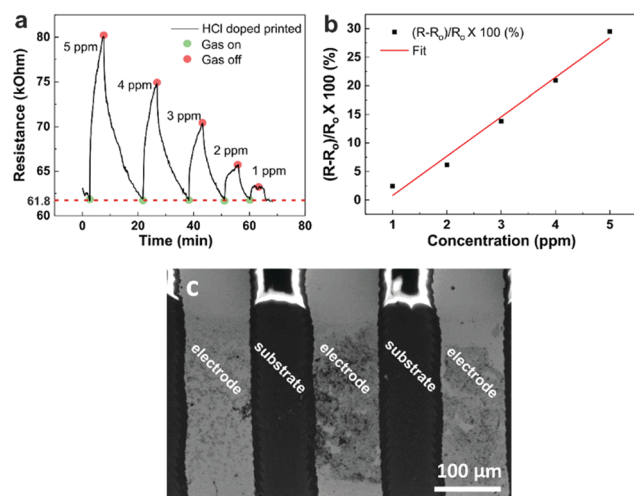 a
HCl doped printed
Gas on
Gas off
5 ppm
4 ppm
3 ppm
2 ppm
1 ppm
80
75
70
65
61.8
60
0 20 40 60 80
Resistance (kOhm)
Time (min)
b
(R-Ro)/Ro X 100 (%)
Fit
30
25
20
15
10
5
0
1 2 3 4 5
(R-Ro)/Ro X 100 (%)
Concentration (ppm)
c
electrode
substrate
electrode
substrate
electrode
100 µm